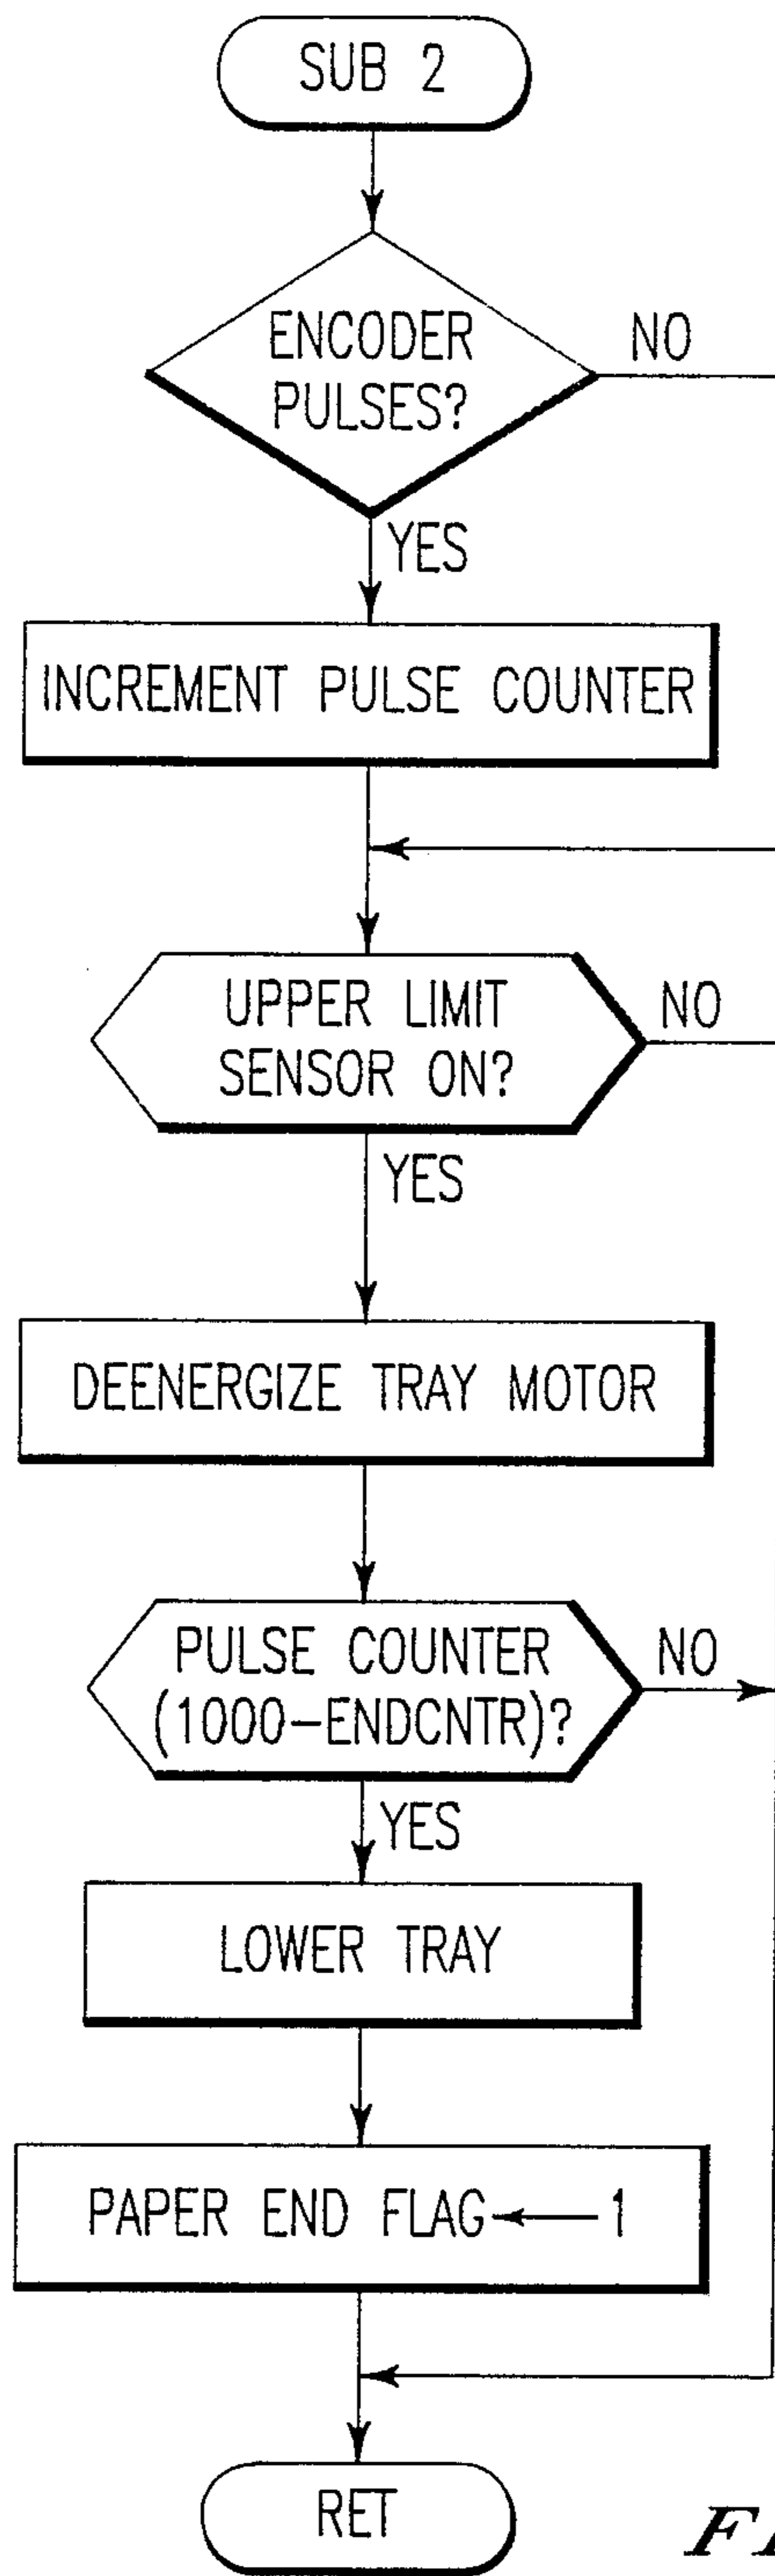 SUB 2
ENCODER
PULSES?
NO
YES
INCREMENT PULSE COUNTER
UPPER LIMIT
SENSOR ON?
NO
YES
DEENERGIZE TRAY MOTOR
PULSE COUNTER
(1000-ENDCNTR)?
NO
YES
LOWER TRAY
PAPER END FLAG←1
RET